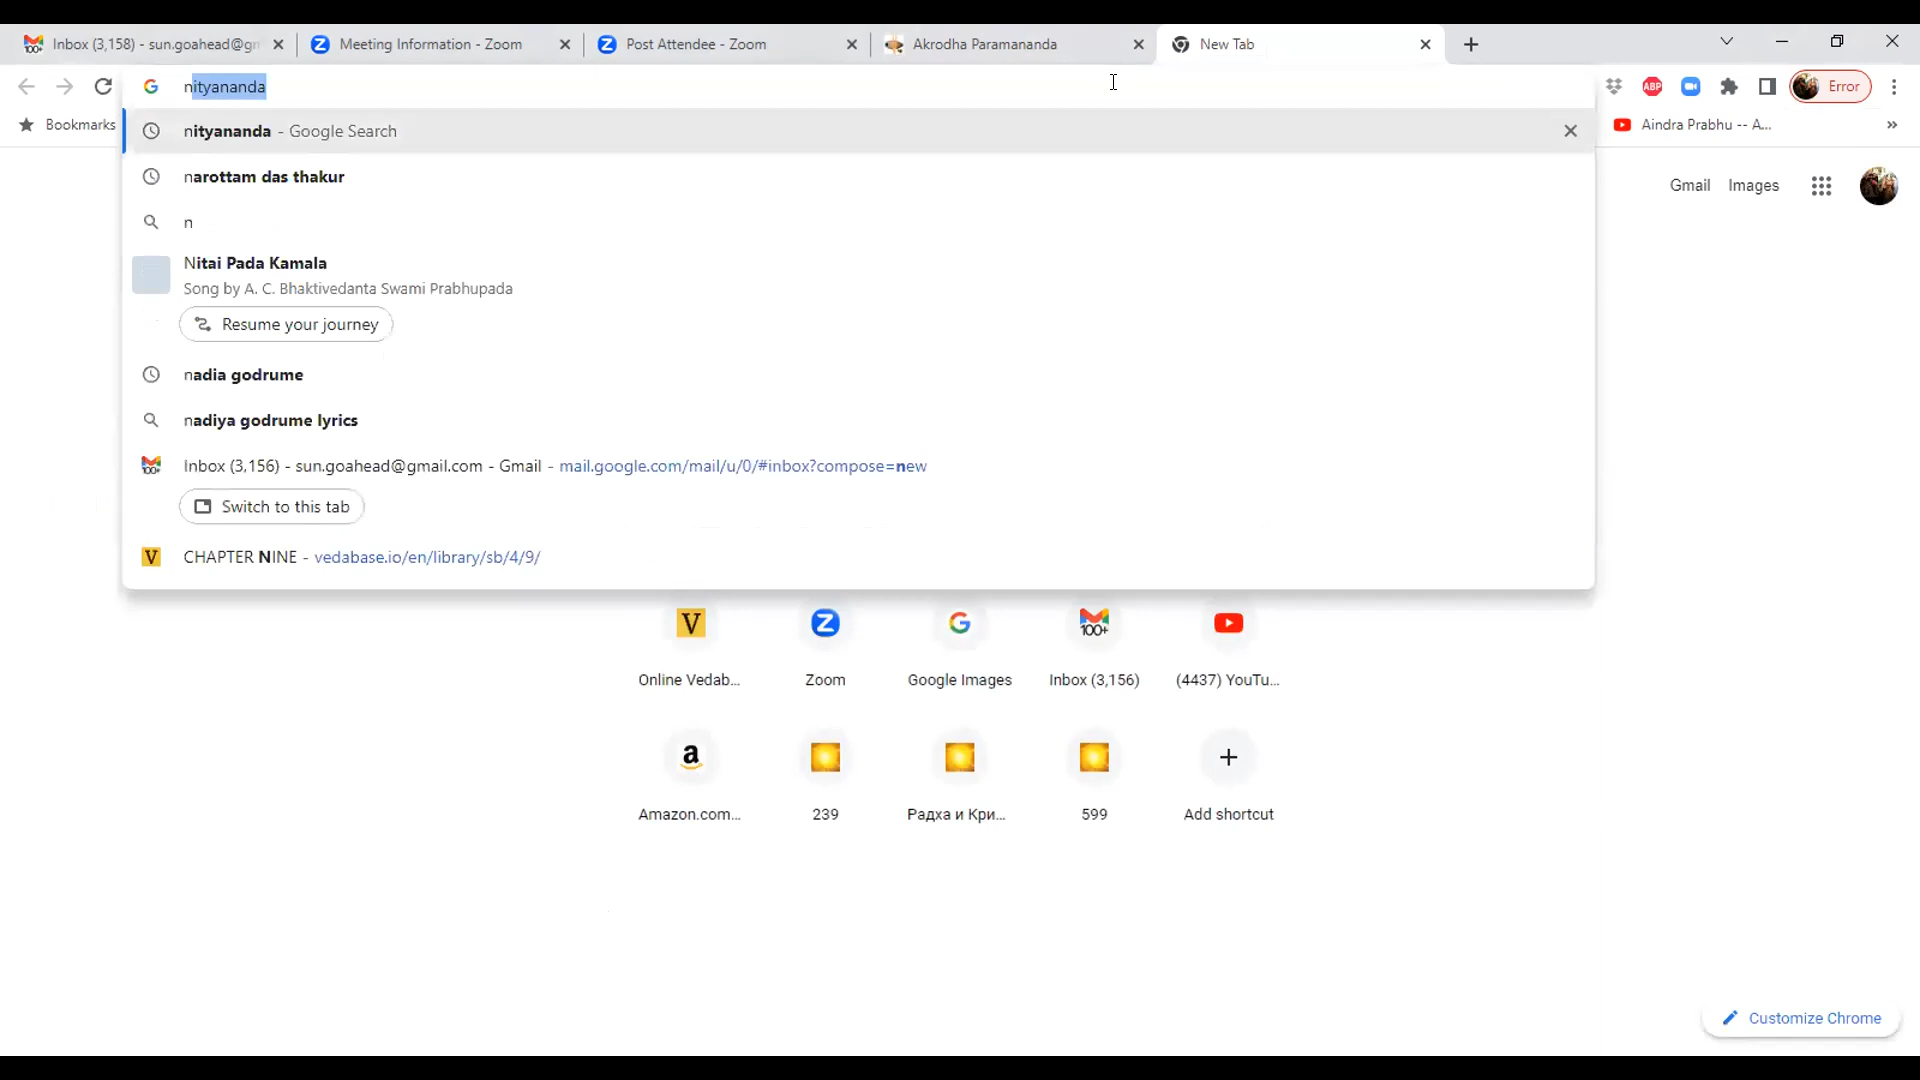 Inbox (3,158) - sun.goahead@gm
Meeting Information - Zoom
Post Attendee - Zoom
Akrodha Paramananda
New Tab
nityananda
ABP
Error
Bookmarks
Aindra Prabhu -- A...
»
nityananda - Google Search
narottam das thakur
n
Nitai Pada Kamala
Song by A. C. Bhaktivedanta Swami Prabhupada
Resume your journey
nadia godrume
nadiya godrume lyrics
Inbox (3,156) - sun.goahead@gmail.com - Gmail - mail.google.com/mail/u/0/#inbox?compose=new
Switch to this tab
CHAPTER NINE - vedabase.io/en/library/sb/4/9/
Gmail Images
Online Vedab...
Zoom
Google Images
Inbox (3,156)
(4437) YouTu...
Amazon.com...
239
Радха и Кри...
599
Add shortcut
Customize Chrome